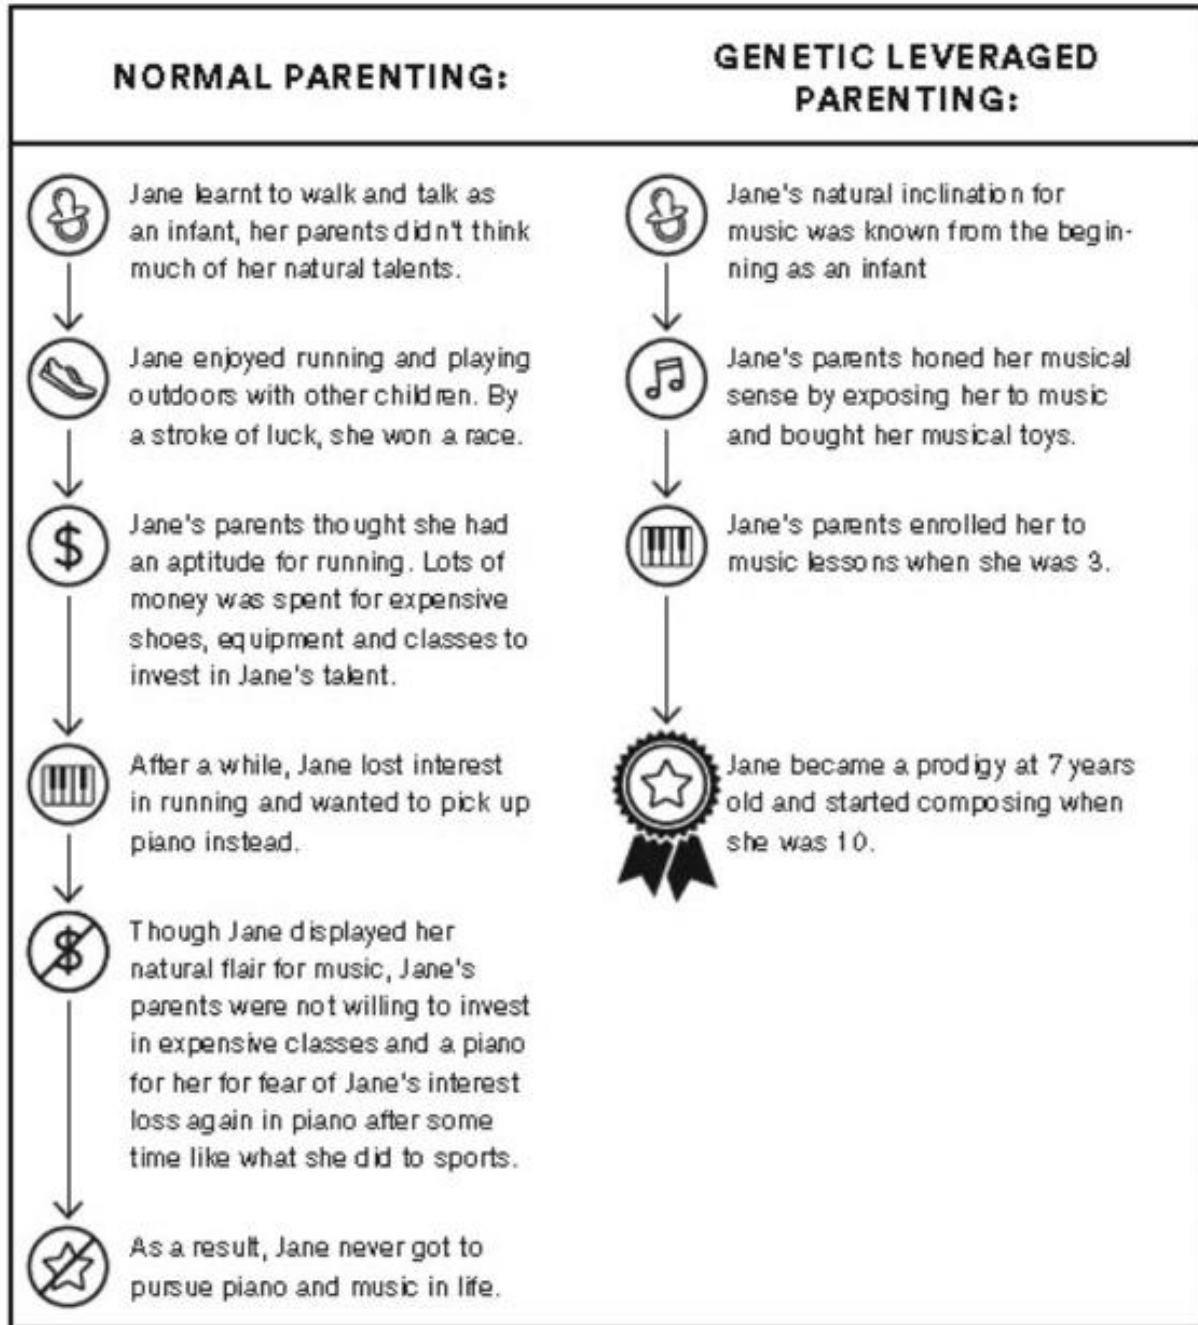 NORMAL PARENTING:
Jane learnt to walk and talk as
an infant, her parents didn't think
much of her natural talents.
Jane enjoyed running and playing
outdoors with other children. By
a stroke of luck, she won a race.
Jane's parents thought she had
an aptitude for running. Lots of
money was spent for expensive
shoes, equipment and classes to
invest in Jane's talent.
After a while, Jane lost interest
in running and wanted to pick up
piano instead.
Though Jane displayed her
natural flair for music, Jane's
parents were not willing to invest
in expensive classes and a piano
for her for fear of Jane's interest
loss again in piano after some
time like what she did to sports.
As a result, Jane never got to
pursue piano and music in life.
GENETIC LEVERAGED
PARENTING:
Jane's natural inclination for
music was known from the begin-
ning as an infant
Jane's parents honed her musical
sense by exposing her to music
and bought her musical toys.
Jane's parents enrolled her to
music lessons when she was 3.
Jane became a prodigy at 7 years
old and started composing when
she was 10.